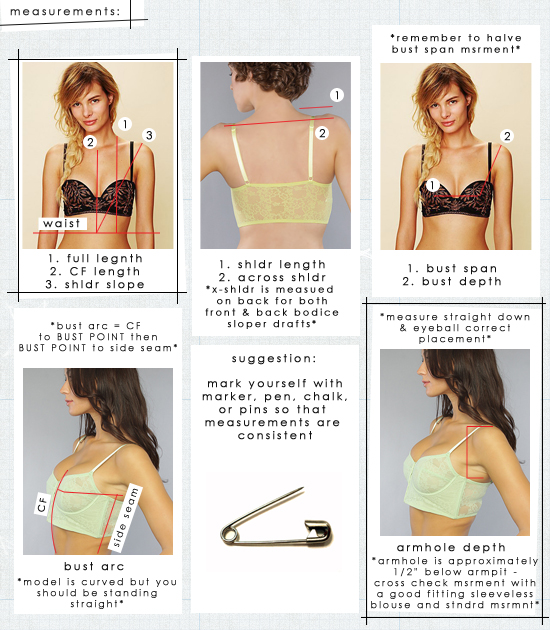 measurements:
1
2
3
waist
1. full legnth
2. CF length
3. shldr slope
1
2
1. shldr length
2. across shldr
*x-shldr is measued
on back for both
front & back bodice
sloper drafts*
*remember to halve
bust span msrment*
2
1
1. bust span
2. bust depth
*bust arc = CF
to BUST POINT then
BUST POINT to side seam*
CF
side seam
bust arc
*model is curved but you
should be standing
straight*
suggestion:
mark yourself with
marker, pen, chalk,
or pins so that
measurements are
consistent
*measure straight down
& eyeball correct
placement*
armhole depth
*armhole is approximately
1/2" below armpit -
cross check msrment with
a good fitting sleeveless
blouse and stndrd msrmnt*